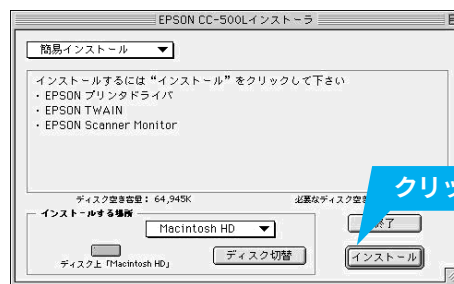 EPSON CC-500Lインストーラ
簡易インストール
インストールするには“インストール”をクリックして下さい
・EPSON プリンタドライバ
・EPSON TWAIN
・EPSON Scanner Monitor
ディスク空き容量： 64,945K
必要なディスク空き
クリッ
インストールする場所
Macintosh HD
終了
ディスク上「Macintosh HD」
ディスク切替
インストール